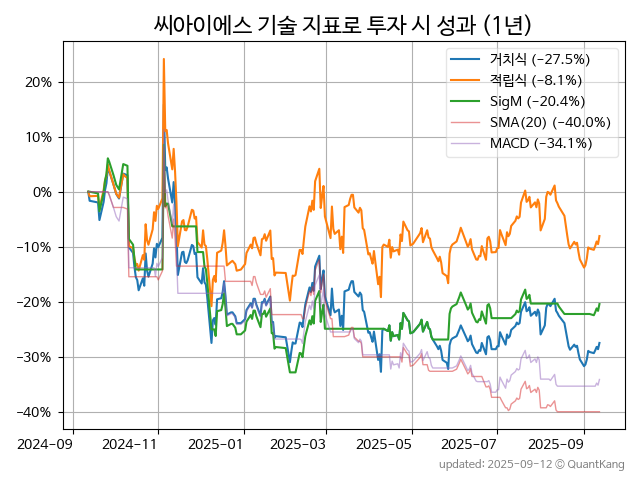 씨아이에스 기술 지표로 투자 시 성과 (1년)
거치식 (−27.5%)
적립식 (−8.1%)
SigM (−20.4%)
SMA(20) (−40.0%)
MACD (−34.1%)
20%
10%
0%
−10%
−20%
−30%
−40%
2024-09 2024-11 2025-01 2025-03 2025-05 2025-07 2025-09
updated: 2025-09-12 © QuantKang